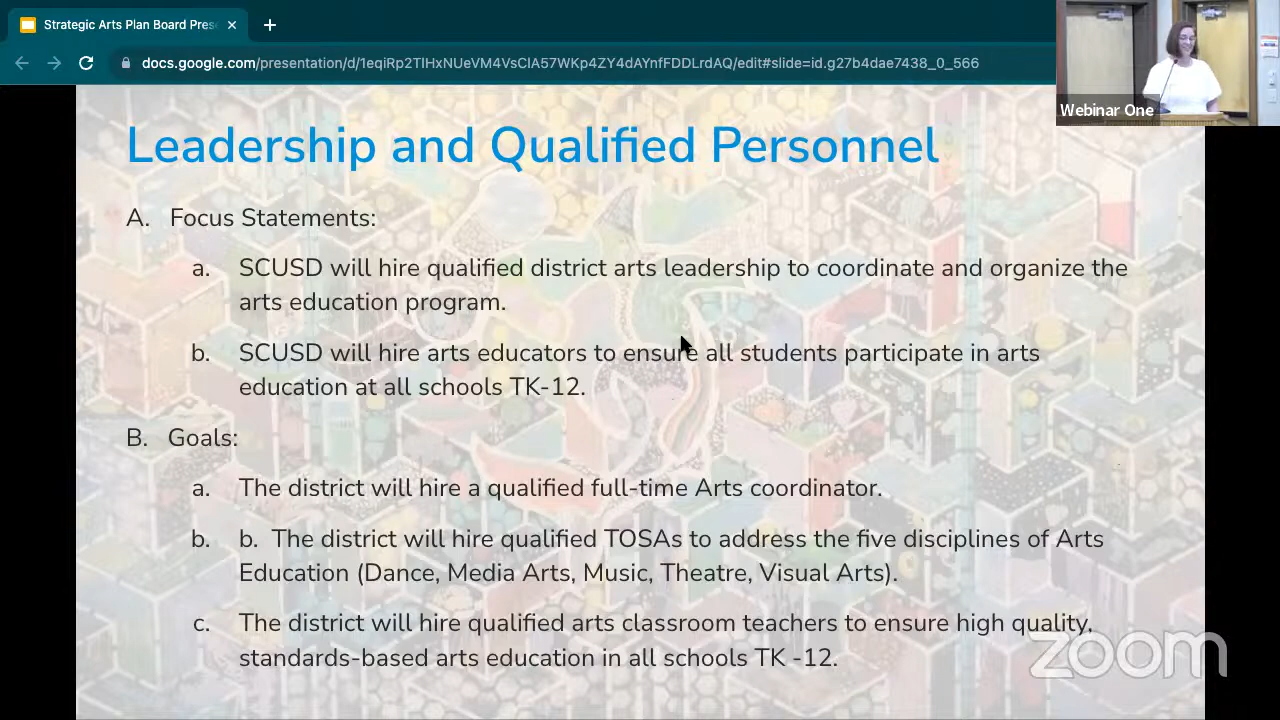 Strategic Arts Plan Board Pres
docs.google.com/presentation/d/1eqiRp2TIHxNUeVM4VsCIA57WKp4ZY4dAYnfFDDLrdAQ/edit#slide=id.g27b4dae7438_0_566
Webinar One
Leadership and Qualified Personnel
A. Focus Statements:
a. SCUSD will hire qualified district arts leadership to coordinate and organize the
arts education program.
b. SCUSD will hire arts educators to ensure all students participate in arts
education at all schools TK-12.
B. Goals:
a. The district will hire a qualified full-time Arts coordinator.
b. b. The district will hire qualified TOSAs to address the five disciplines of Arts
Education (Dance, Media Arts, Music, Theatre, Visual Arts).
c. The district will hire qualified arts classroom teachers to ensure high quality,
standards-based arts education in all schools TK -12.
zoom